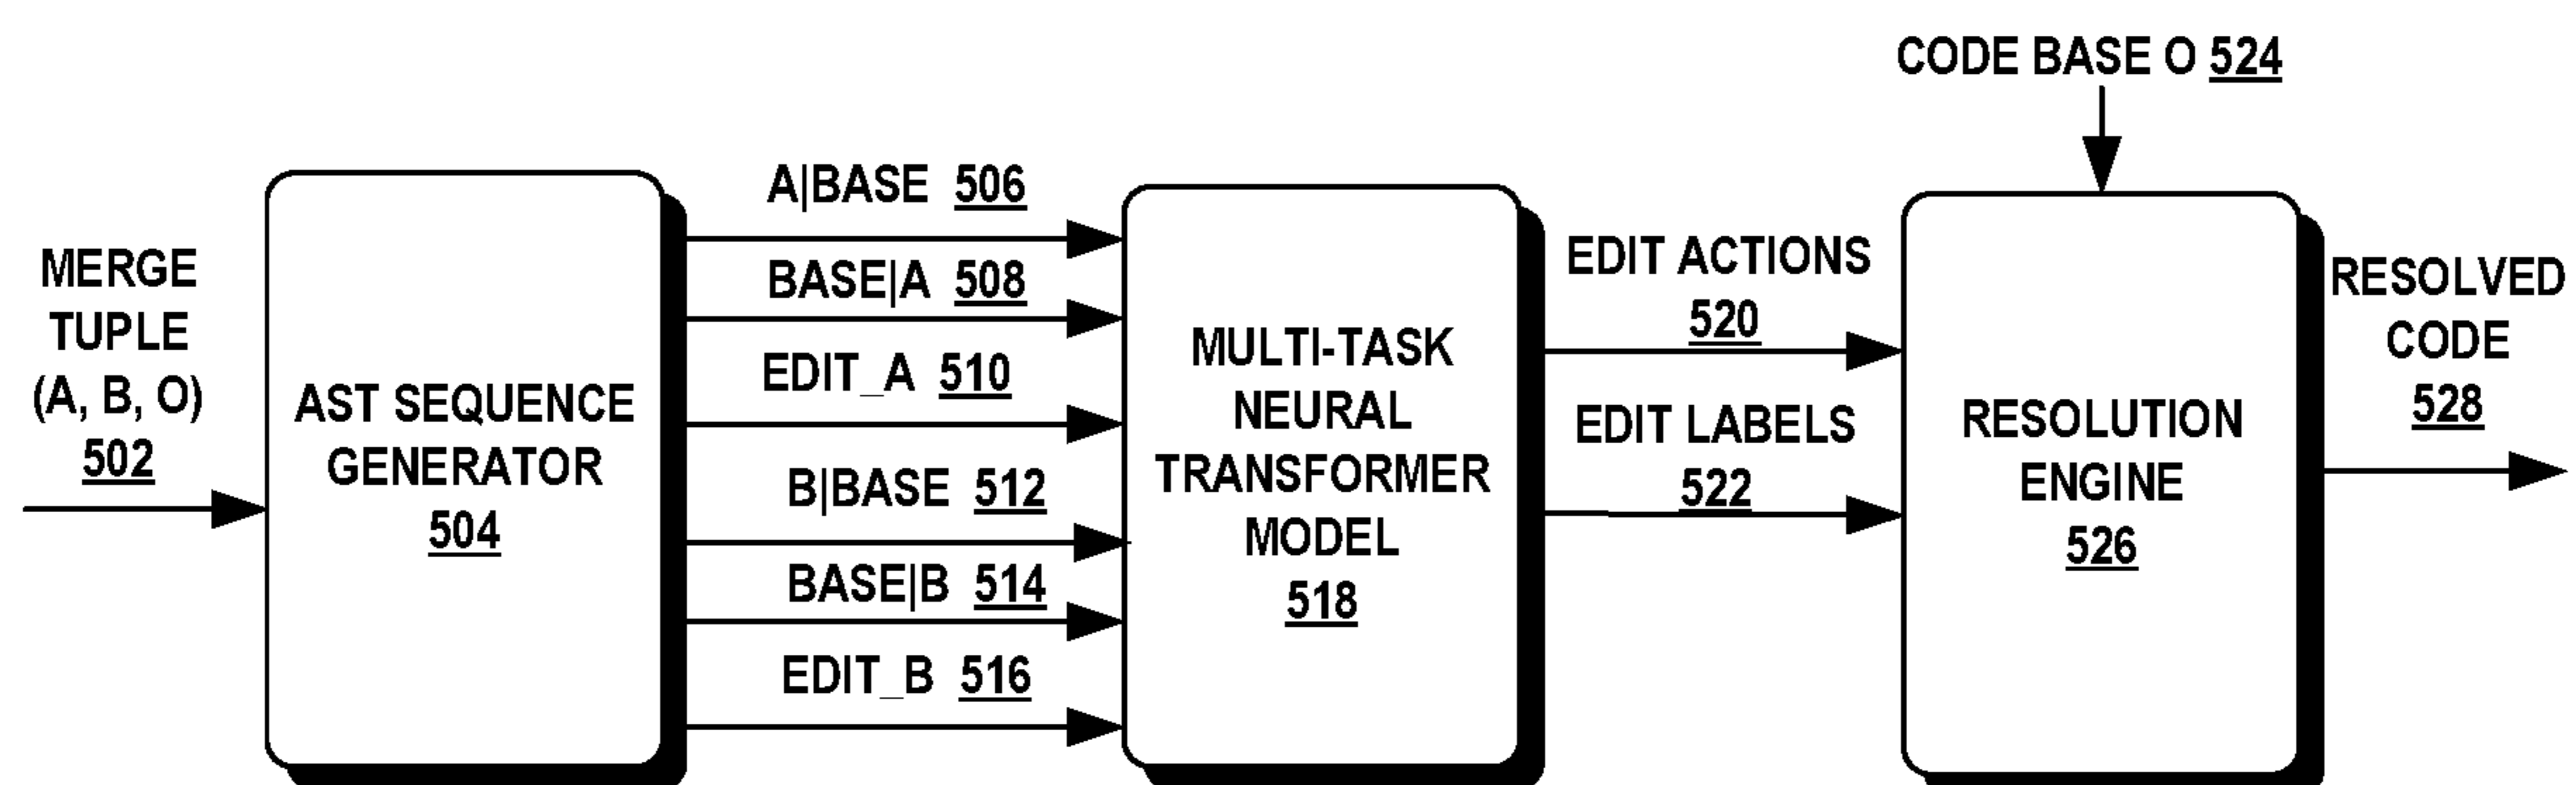 MERGE
TUPLE
(A, B, O)
502
AST SEQUENCE
GENERATOR
504
A|BASE 506
BASE|A 508
EDIT_A 510
B|BASE 512
BASE|B 514
EDIT_B 516
MULTI-TASK
NEURAL
TRANSFORMER
MODEL
518
EDIT ACTIONS
520
EDIT LABELS
522
CODE BASE O 524
RESOLUTION
ENGINE
526
RESOLVED
CODE
528